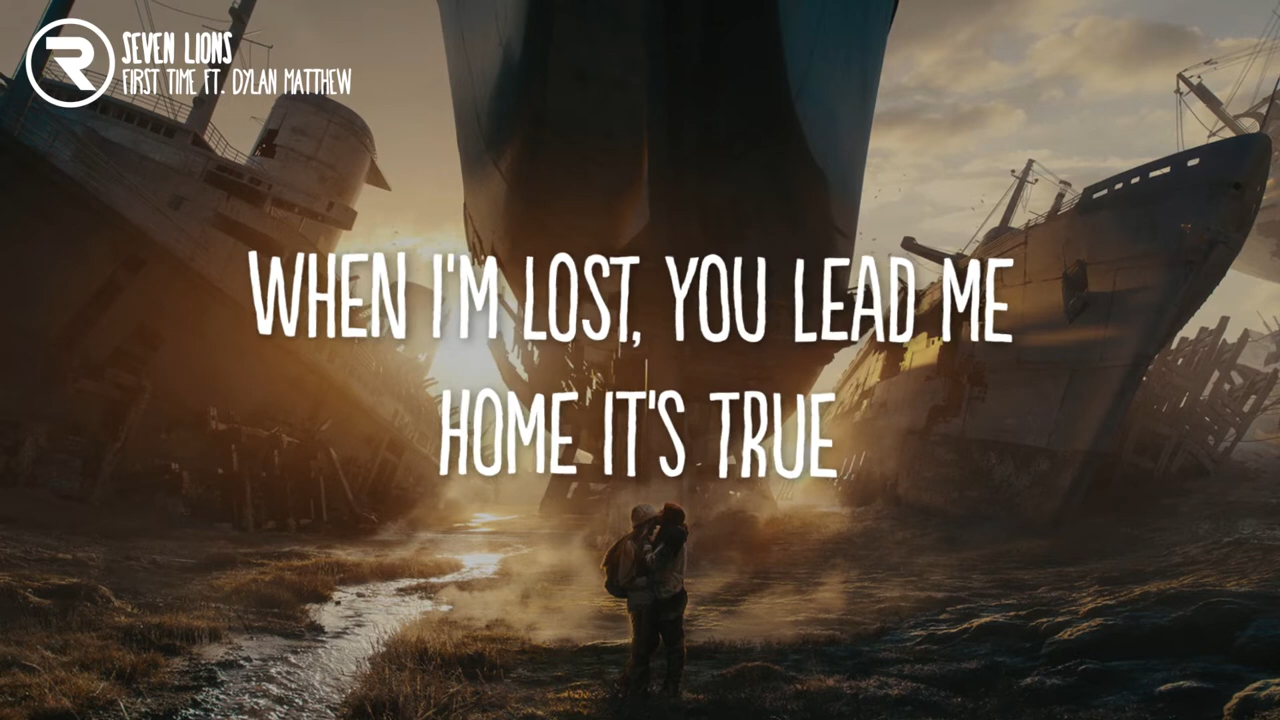 SEVEN LIONS
FIRST TIME FT. DYLAN MATTHEW
WHEN I'M LOST, YOU LEAD ME
HOME IT'S TRUE